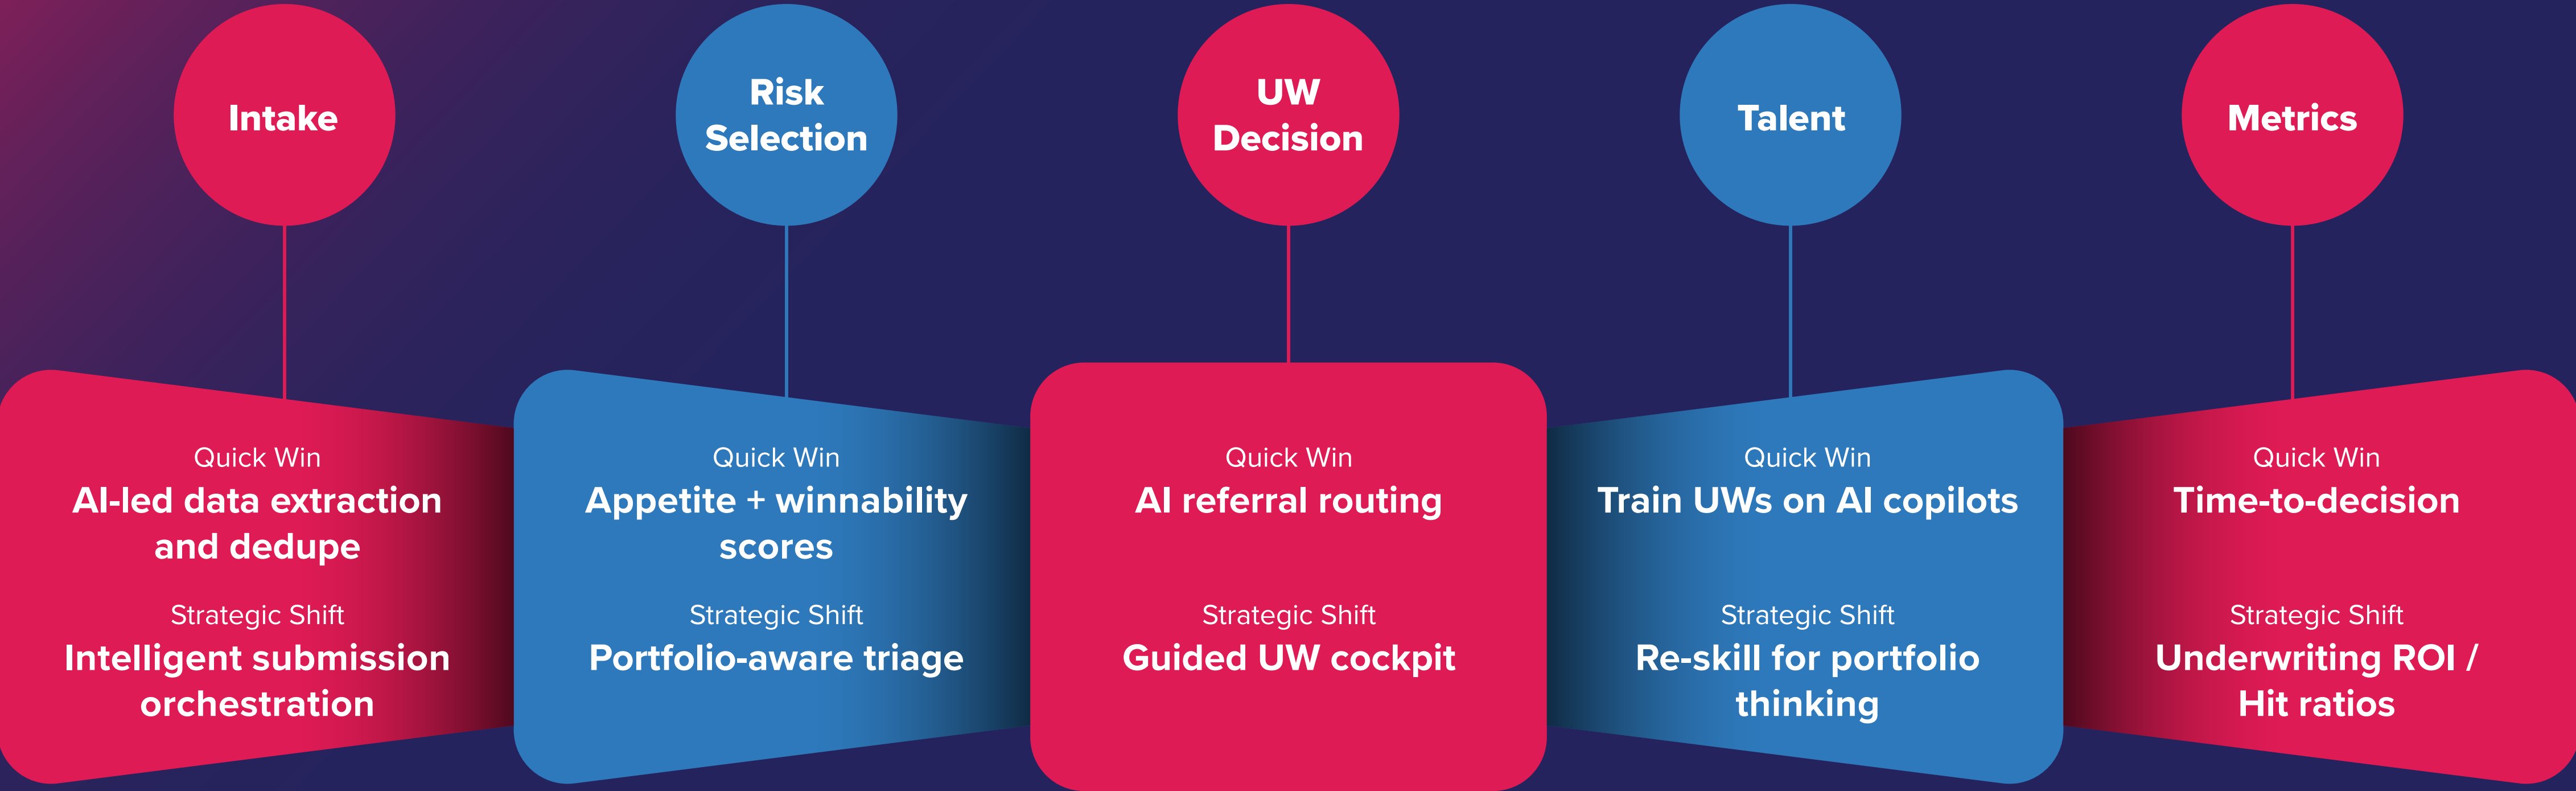 Intake
Risk
Selection
UW
Decision
Talent
Metrics
Quick Win
AI-led data extraction
and dedupe
Strategic Shift
Intelligent submission
orchestration
Quick Win
Appetite + winnability
scores
Strategic Shift
Portfolio-aware triage
Quick Win
AI referral routing
Strategic Shift
Guided UW cockpit
Quick Win
Train UWs on AI copilots
Strategic Shift
Re-skill for portfolio
thinking
Quick Win
Time-to-decision
Strategic Shift
Underwriting ROI /
Hit ratios